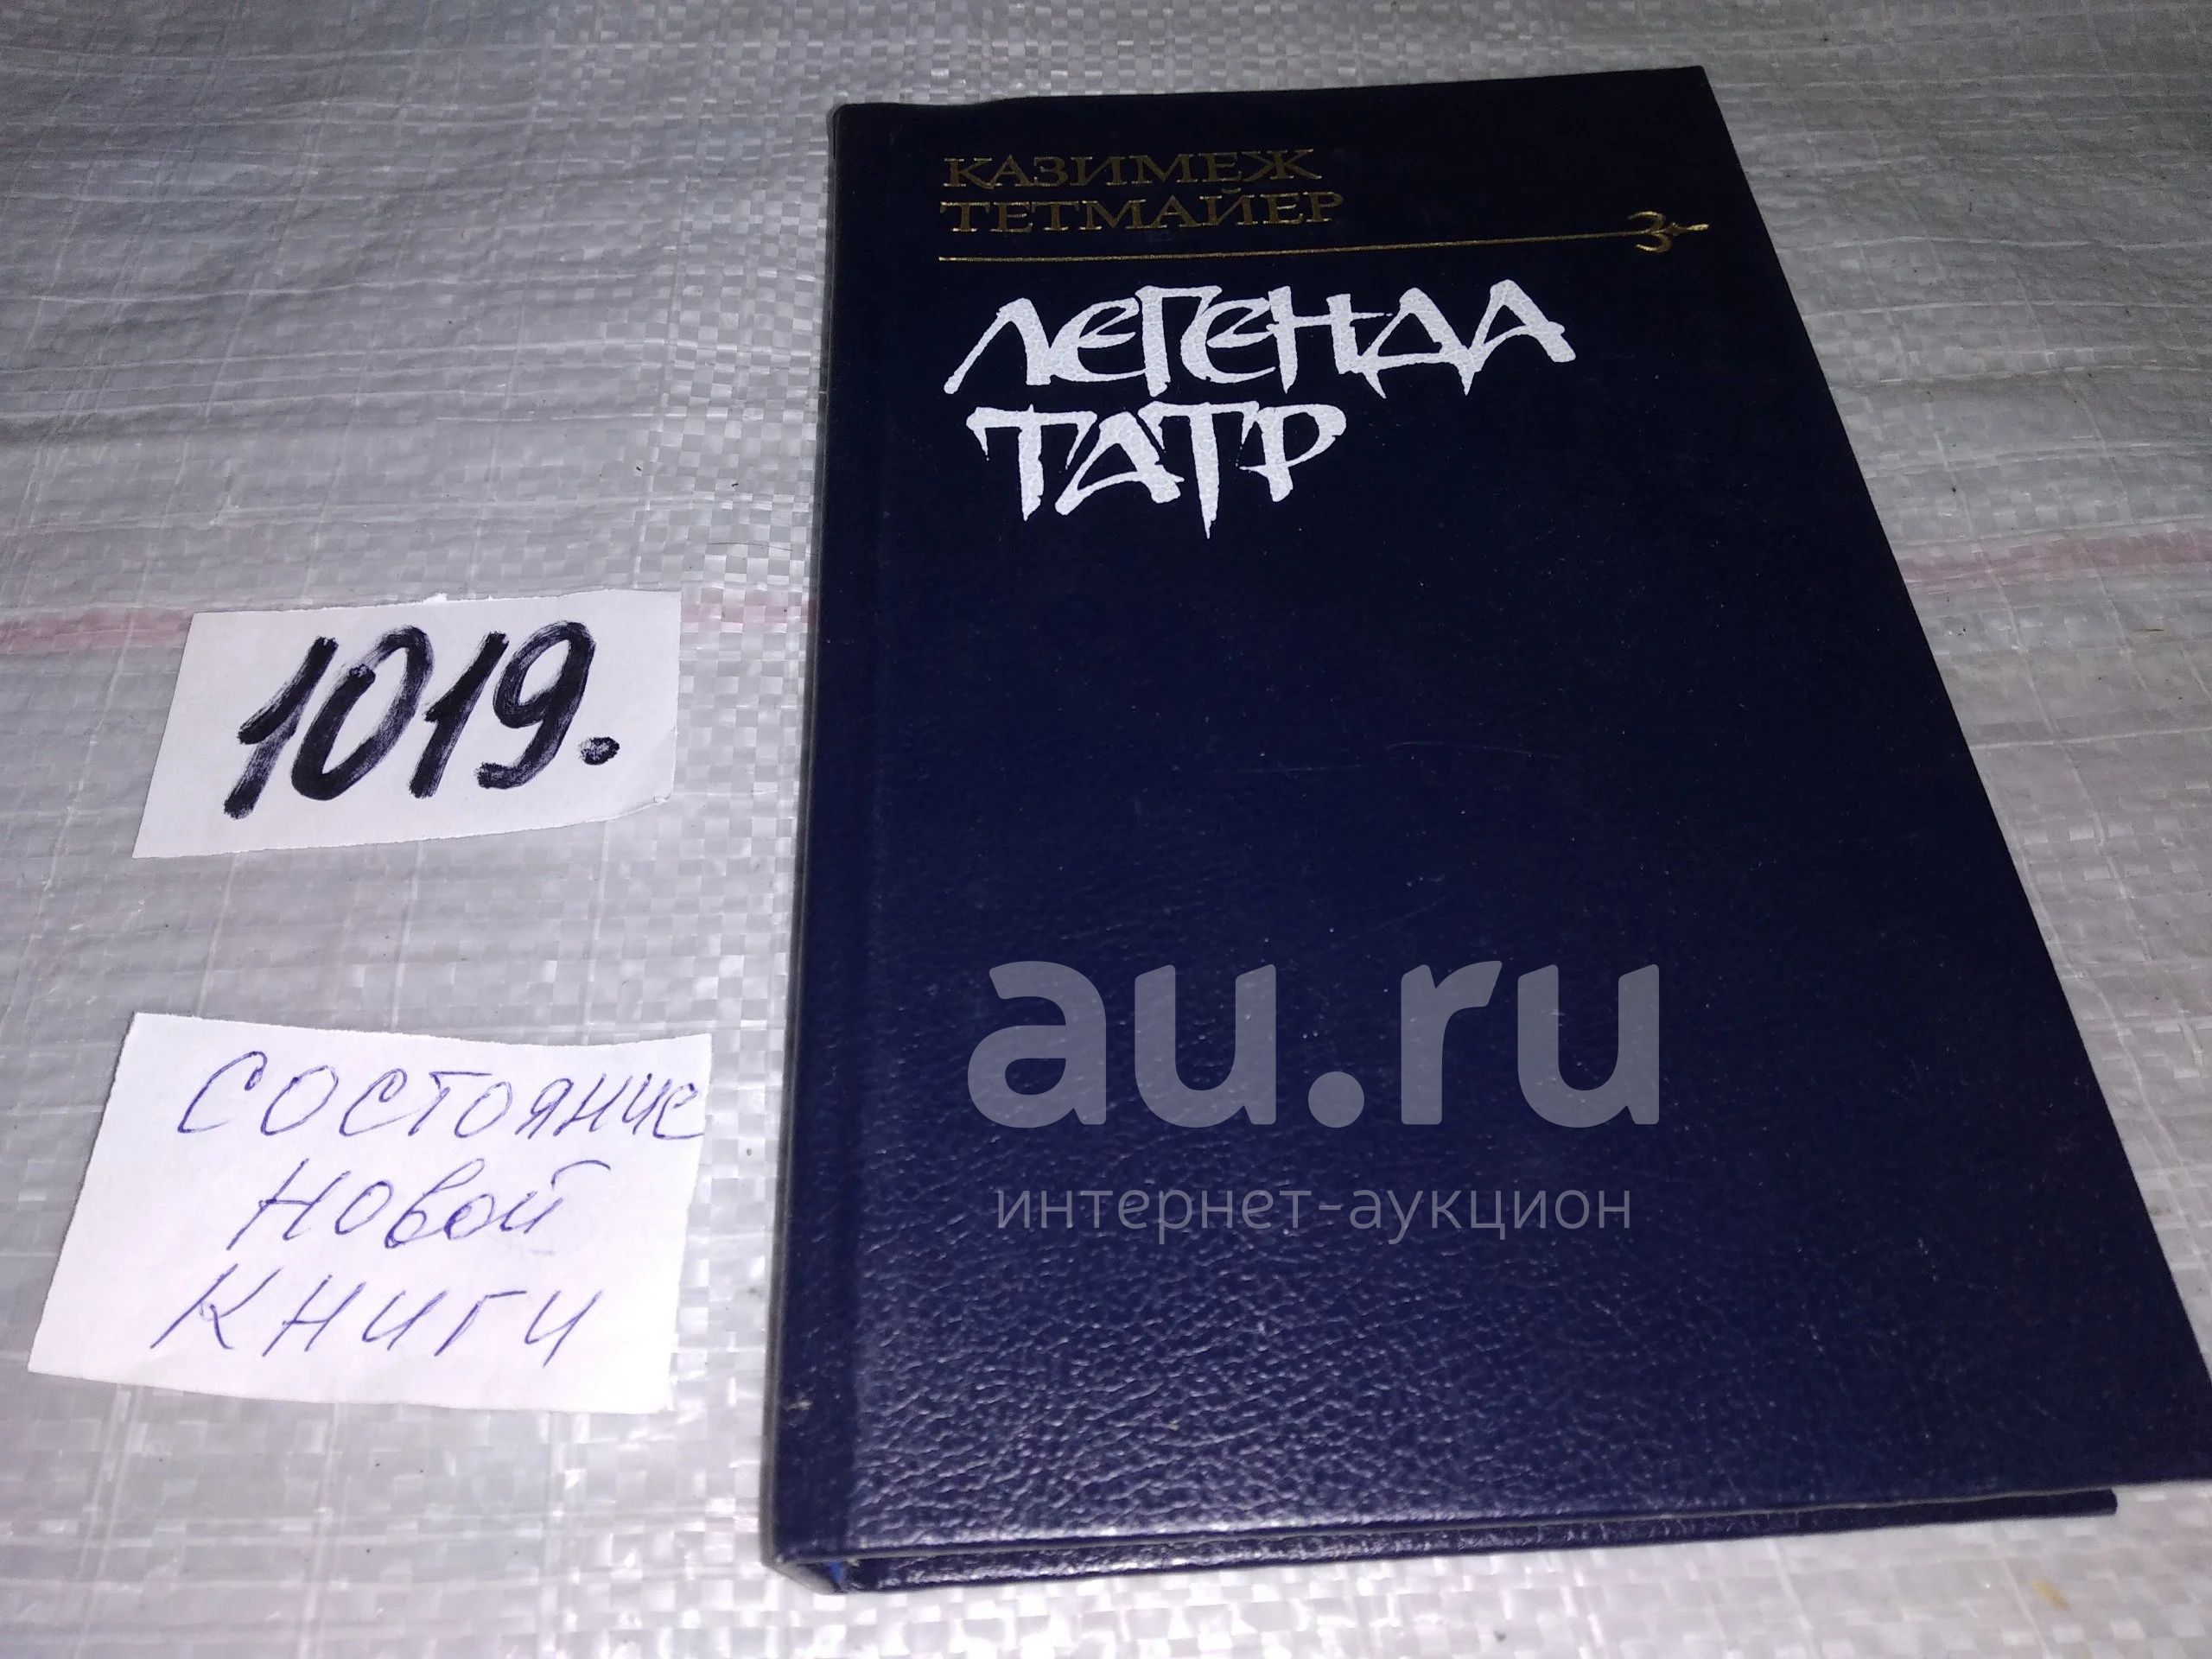 КАЗИМЕЖ
ТЕТМАЙЕР
ЛЕГЕНДА
ТАТР
1019.
СОСТОЯНИЕ
НОВОЙ
КНИГИ
au.ru
интернет-аукцион